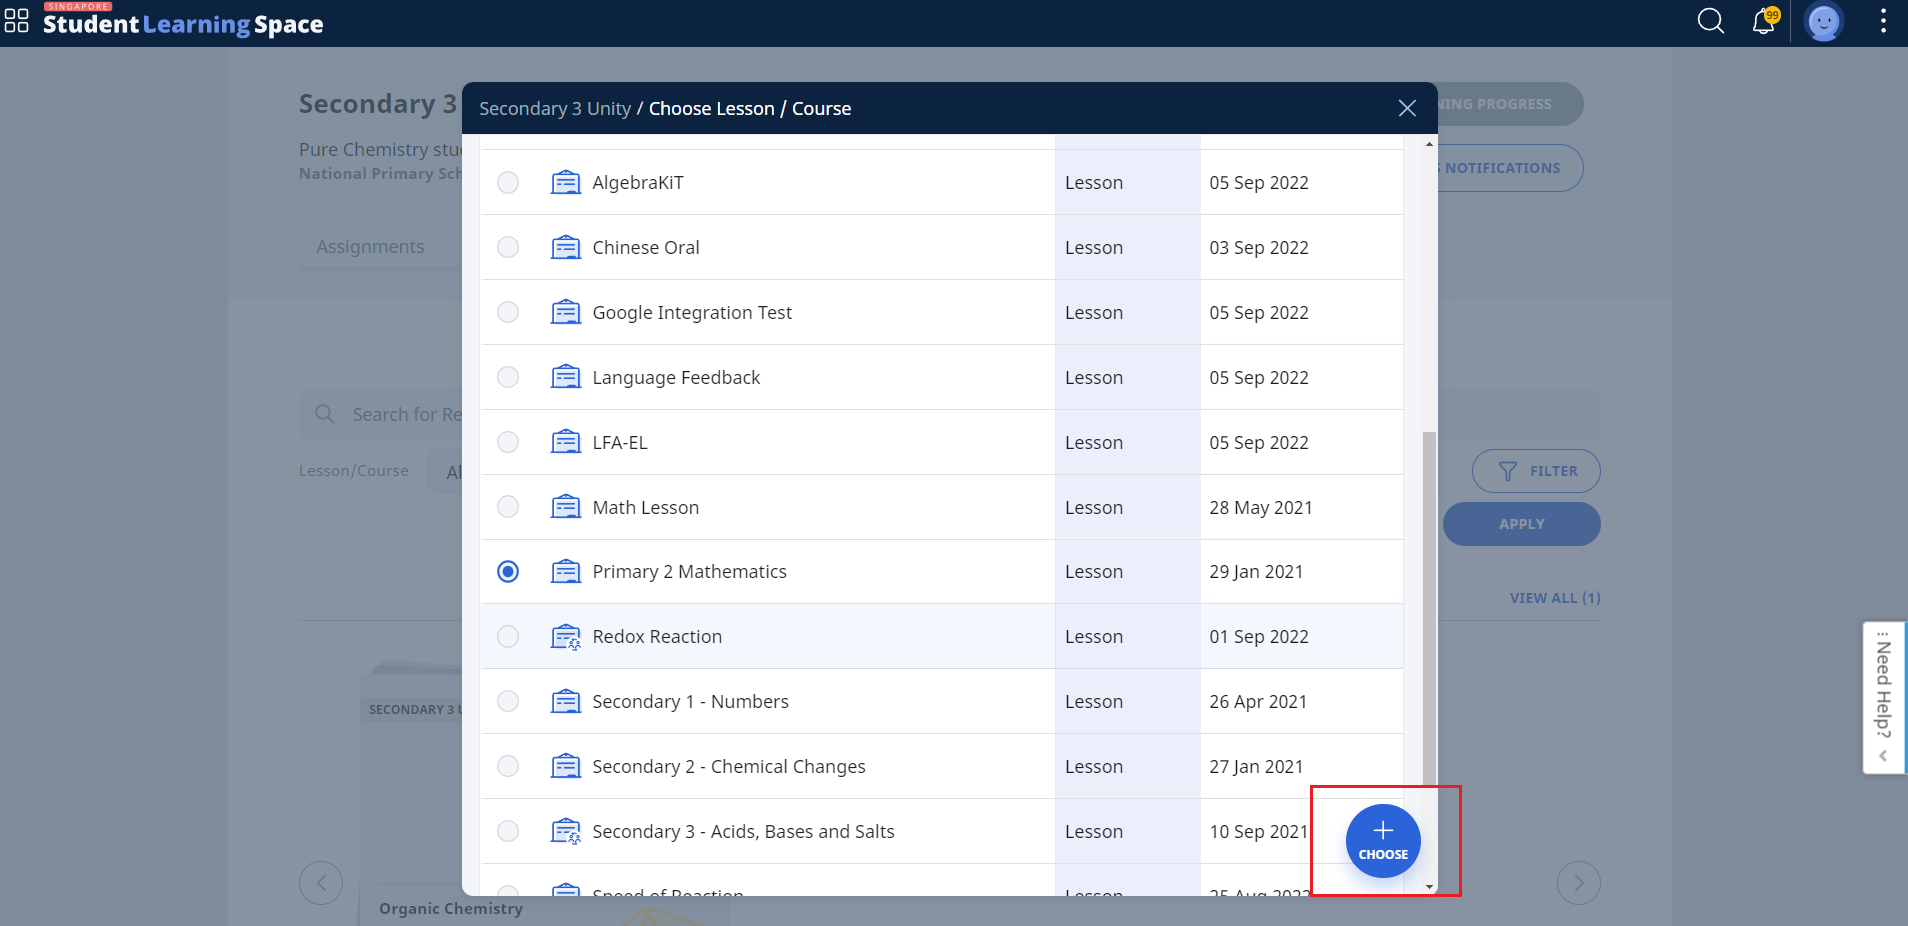 SINGAPORE
Student Learning Space
99
Secondary 3
NING PROGRESS
Pure Chemistry stu
National Primary Sch
S NOTIFICATIONS
Assignments
Search for Re
Lesson/Course
Al
FILTER
APPLY
VIEW ALL (1)
SECONDARY 3 U
Organic Chemistry
Secondary 3 Unity / Choose Lesson / Course
AlgebraKiT Lesson 05 Sep 2022
Chinese Oral Lesson 03 Sep 2022
Google Integration Test Lesson 05 Sep 2022
Language Feedback Lesson 05 Sep 2022
LFA-EL Lesson 05 Sep 2022
Math Lesson Lesson 28 May 2021
Primary 2 Mathematics Lesson 29 Jan 2021
Redox Reaction Lesson 01 Sep 2022
Secondary 1 - Numbers Lesson 26 Apr 2021
Secondary 2 - Chemical Changes Lesson 27 Jan 2021
Secondary 3 - Acids, Bases and Salts Lesson 10 Sep 2021
Speed of Reaction Lesson 25 Aug 2022
CHOOSE
Need Help?